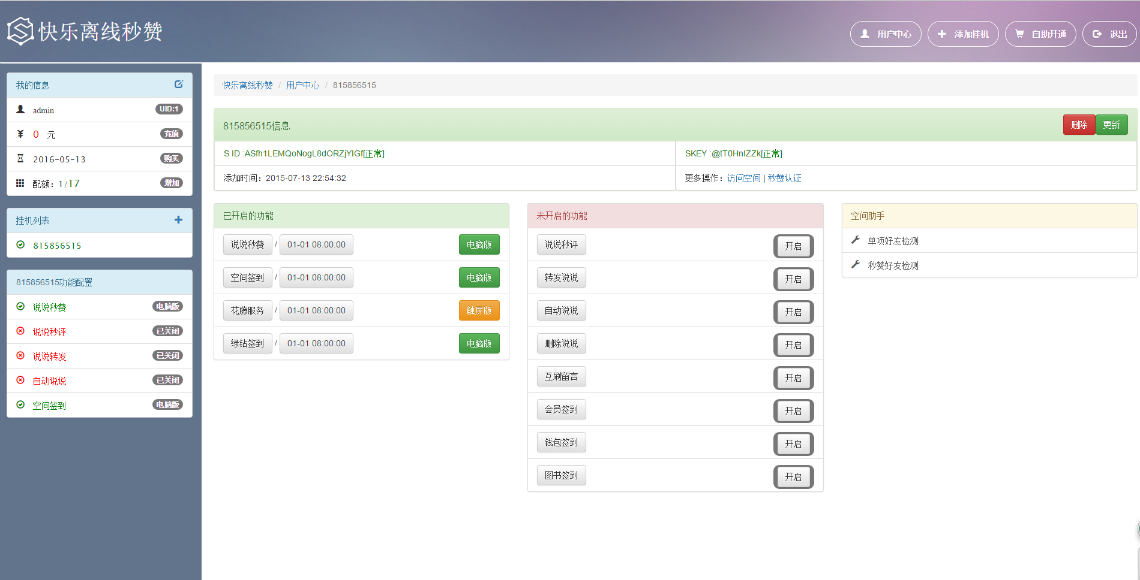 快乐离线秒赞
用户中心 添加挂机 自助开通 退出
我的信息
admin UID:1
0 元 充值
2016-05-13 购买
配额：1/17 增加
挂机列表
815856515
815856515功能配置
说说秒赞 电脑版
说说秒评 已关闭
说说转发 已关闭
自动说说 已关闭
空间签到 电脑版
快乐离线秒赞 / 用户中心 / 815856515
815856515信息 删除 更新
SKEY :@IT0HnIZZk[正常]
添加时间：2015-07-13 22:54:32 更多操作：访问空间 | 秒赞认证
已开启的功能
说说秒赞 / 01-01 08:00:00 电脑版
空间签到 / 01-01 08:00:00 电脑版
花藤服务 / 01-01 08:00:00
绿钻签到 / 01-01 08:00:00 电脑版
未开启的功能
说说秒评 开启
转发说说 开启
自动说说 开启
删除说说 开启
互刷留言 开启
会员签到 开启
钱包签到 开启
图书签到 开启
空间助手
单项好友检测
秒赞好友检测